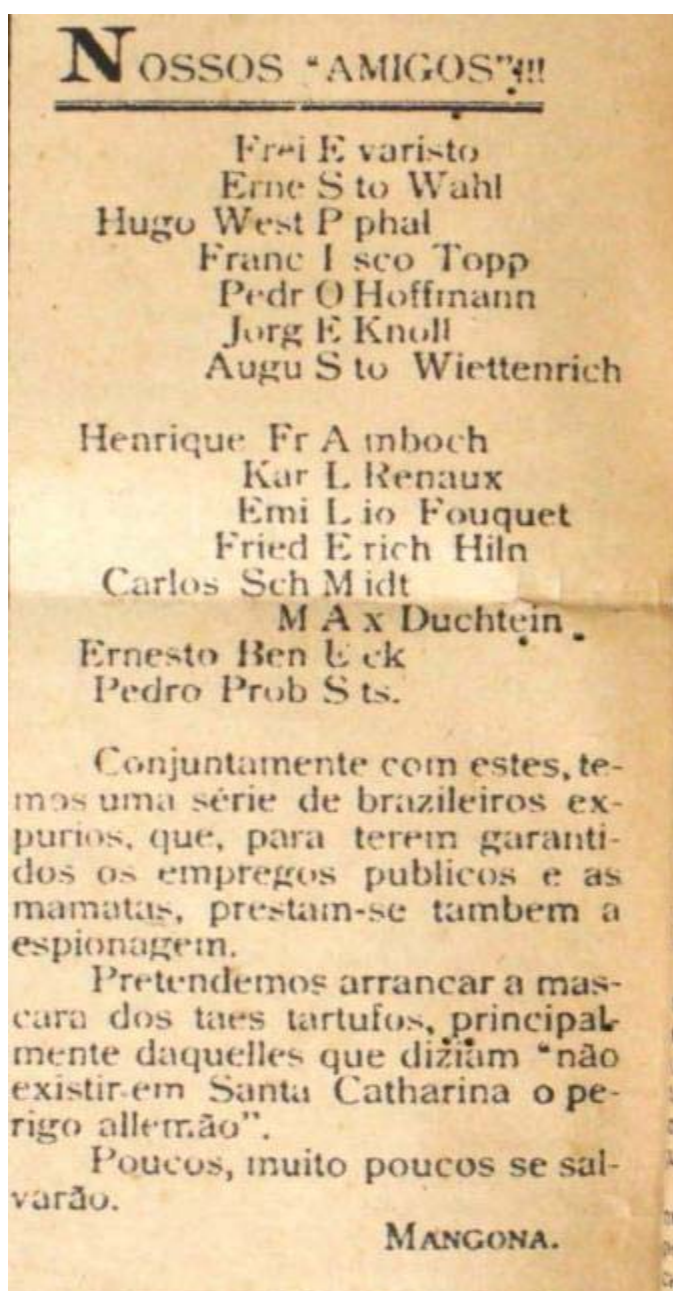 NOSSOS "AMIGOS"!!!
Frei E varisto
Erne S to Wahl
Hugo West P phal
Franc I sco Topp
Pedr O Hoffmann
Jorg E Knoll
Augu S to Wiettenrich
Henrique Fr A mboch
Kar L Renaux
Emi L io Fouquet
Fried E rich Hiln
Carlos Sch M idt
M A x Duchtein
Ernesto Ben E ck
Pedro Prob S ts.
Conjuntamente com estes, te-
mos uma série de brazileiros ex-
purios, que, para terem garanti-
dos os empregos publicos e as
mamatas, prestam-se tambem a
espionagem.
Pretendemos arrancar a mas-
cara dos taes tartufos, principal-
mente daquelles que diziam "não
existir em Santa Catharina o pe-
rigo allemão".
Poucos, muito poucos se sal-
varão.
MANGONA.